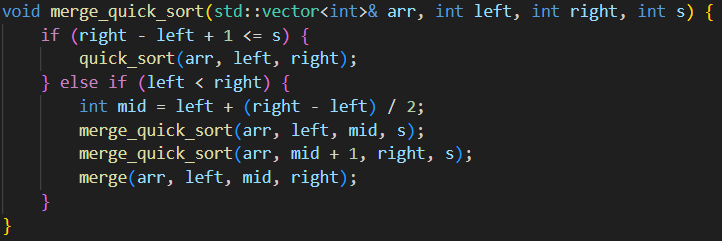 void merge_quick_sort(std::vector<int>& arr, int left, int right, int s) {
    if (right - left + 1 <= s) {
        quick_sort(arr, left, right);
    } else if (left < right) {
        int mid = left + (right - left) / 2;
        merge_quick_sort(arr, left, mid, s);
        merge_quick_sort(arr, mid + 1, right, s);
        merge(arr, left, mid, right);
    }
}